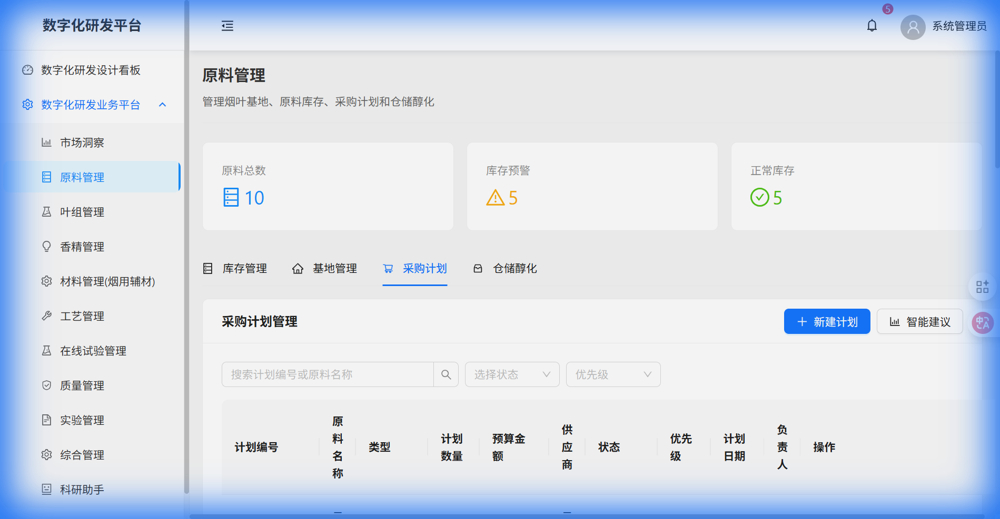 数字化研发平台
5
系统管理员
数字化研发设计看板
数字化研发业务平台
市场洞察
原料管理
叶组管理
香精管理
材料管理(烟用辅材)
工艺管理
在线试验管理
质量管理
实验管理
综合管理
科研助手
原料管理
管理烟叶基地、原料库存、采购计划和仓储醇化
原料总数
10
库存预警
5
正常库存
5
库存管理
基地管理
采购计划
仓储醇化
采购计划管理
新建计划
智能建议
搜索计划编号或原料名称
选择状态
优先级
计划编号
原料名称
类型
计划数量
预算金额
供应商
状态
优先级
计划日期
负责人
操作
中A